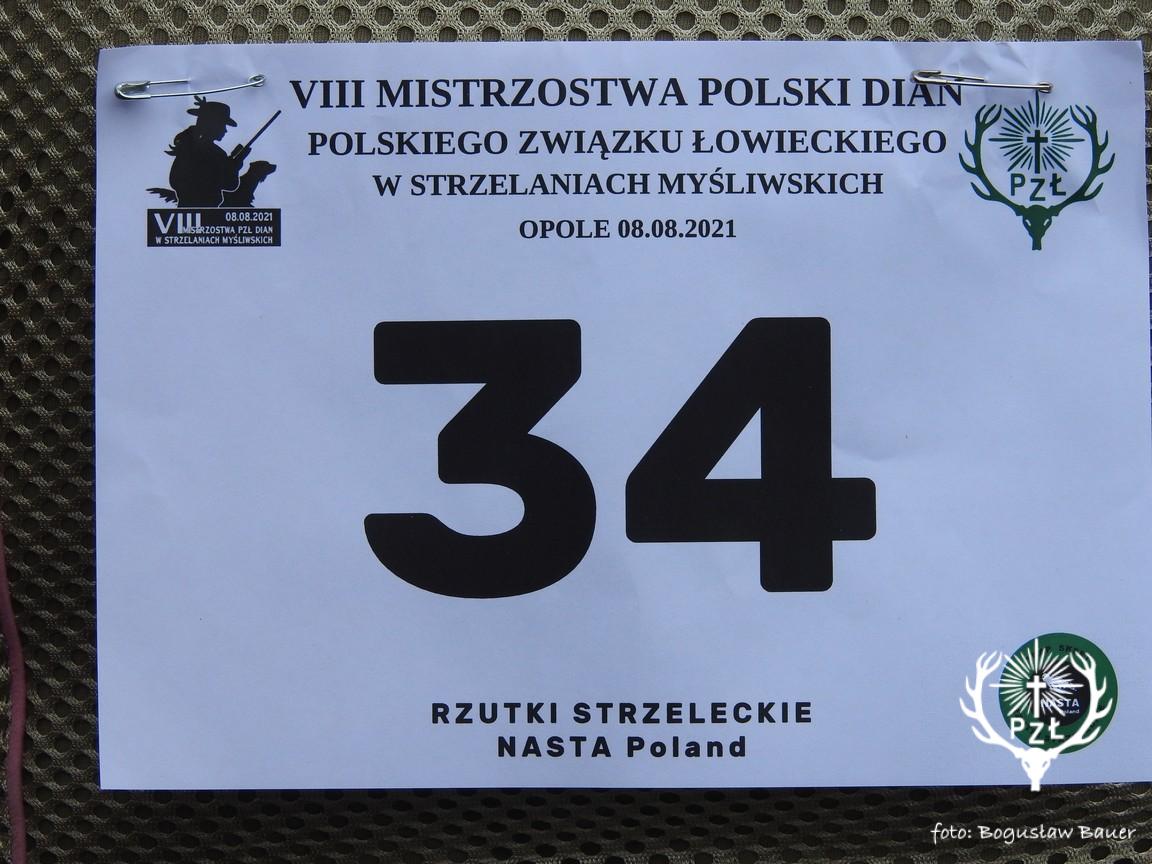 VIII MISTRZOSTWA POLSKI DIAN
POLSKIEGO ZWIĄZKU ŁOWIECKIEGO
W STRZELANIACH MYŚLIWSKICH
OPOLE 08.08.2021
VIII 08.08.2021
MISTRZOSTWA PZŁ DIAN
W STRZELANIACH MYŚLIWSKICH
PZŁ
34
RZUTKI STRZELECKIE
NASTA Poland
NASTA
Poland
PZŁ
foto: Bogusław Bauer